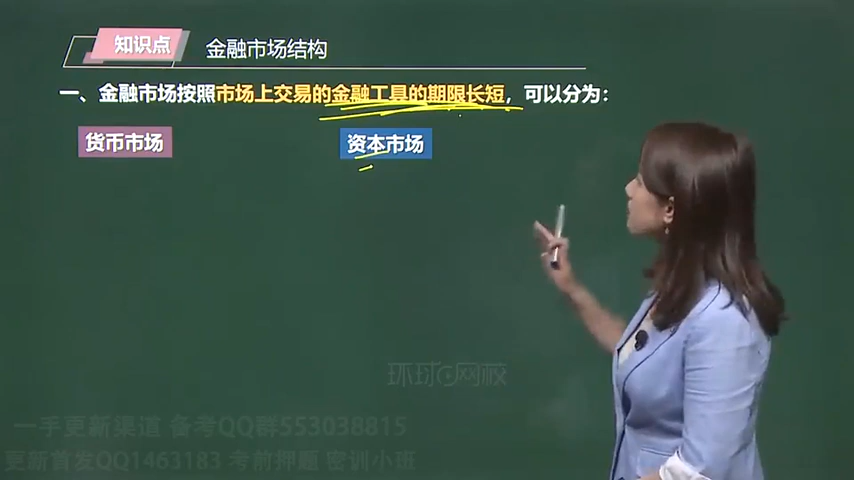 知识点 金融市场结构
一、金融市场按照市场上交易的金融工具的期限长短，可以分为：
货币市场 资本市场
环球网校
一手更新渠道 备考QQ群553038815
更新首发QQ1463183 考前押题 密训小班